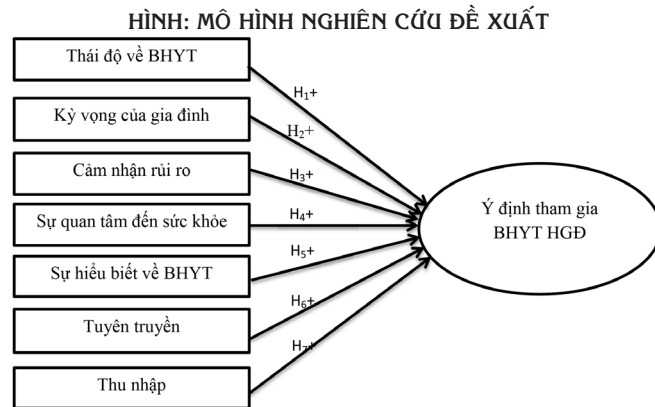 HÌNH: MÔ HÌNH NGHIÊN CỨU ĐỀ XUẤT
Thái độ về BHYT
H1+
Kỳ vọng của gia đình
H2+
Cảm nhận rủi ro
H3+
Sự quan tâm đến sức khỏe
H4+
Sự hiểu biết về BHYT
H5+
Tuyên truyền
H6+
Thu nhập
H7+
Ý định tham gia
BHYT HGĐ